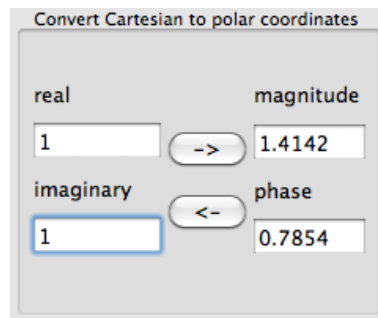 Convert Cartesian to polar coordinates
real
magnitude
1
->
1.4142
imaginary
phase
<-
1
0.7854